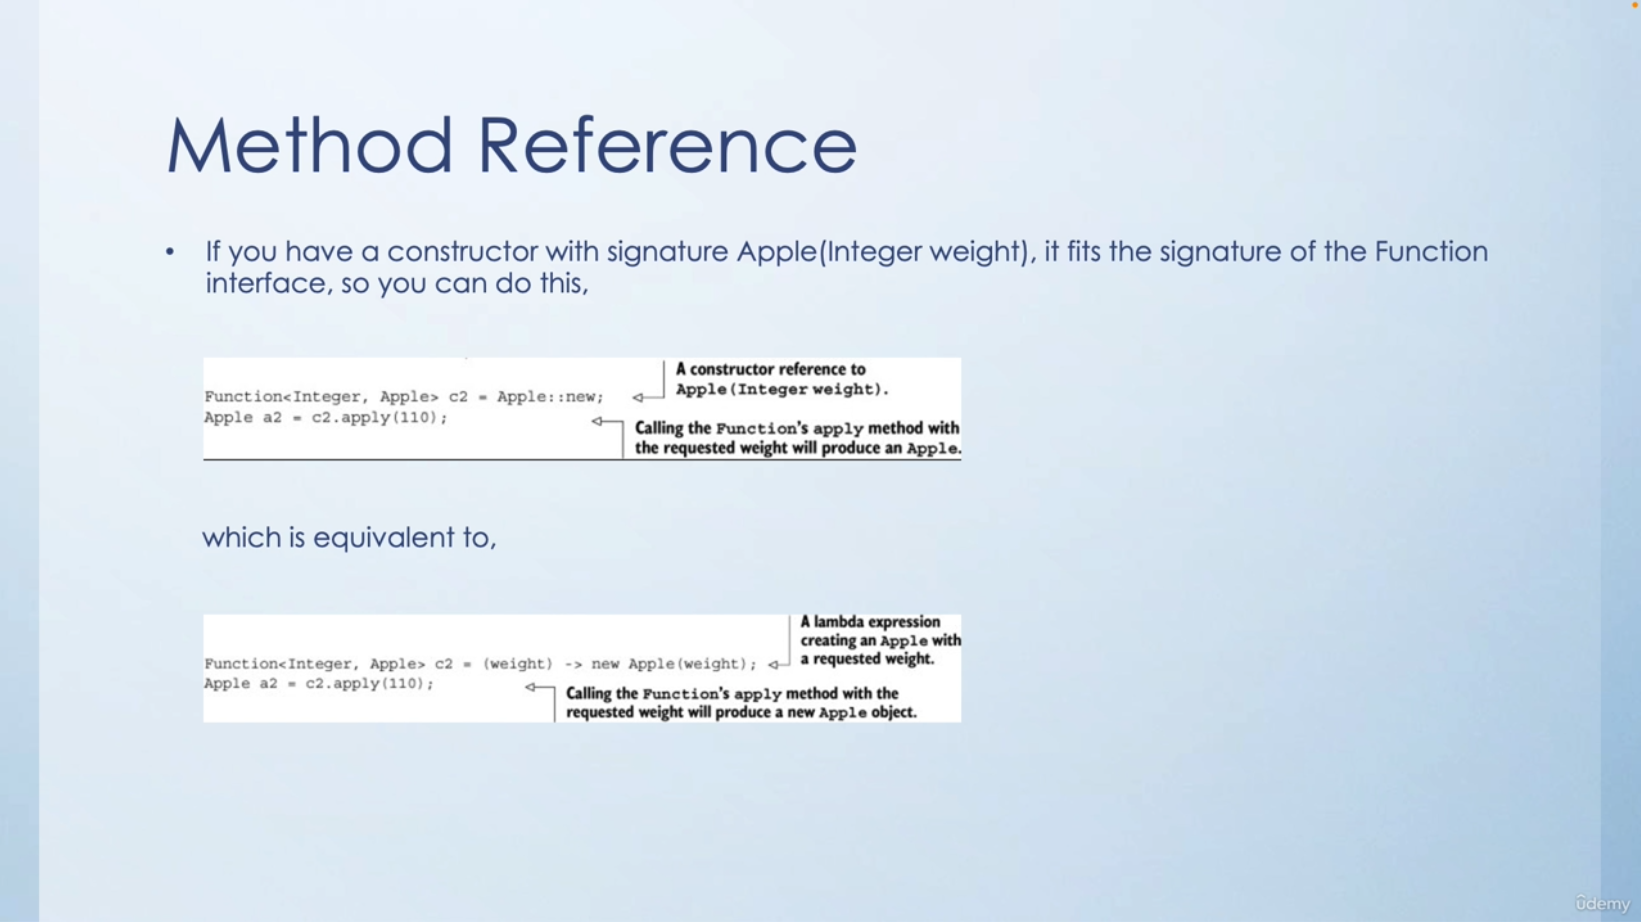 Method Reference
• If you have a constructor with signature Apple(Integer weight), it fits the signature of the Function
interface, so you can do this,
A constructor reference to
Apple(Integer weight).
Function<Integer, Apple> c2 = Apple::new;
Apple a2 = c2.apply(110);
Calling the Function's apply method with
the requested weight will produce an Apple.
which is equivalent to,
A lambda expression
creating an Apple with
a requested weight.
Function<Integer, Apple> c2 = (weight) -> new Apple(weight);
Apple a2 = c2.apply(110);
Calling the Function's apply method with the
requested weight will produce a new Apple object.
ûdemy